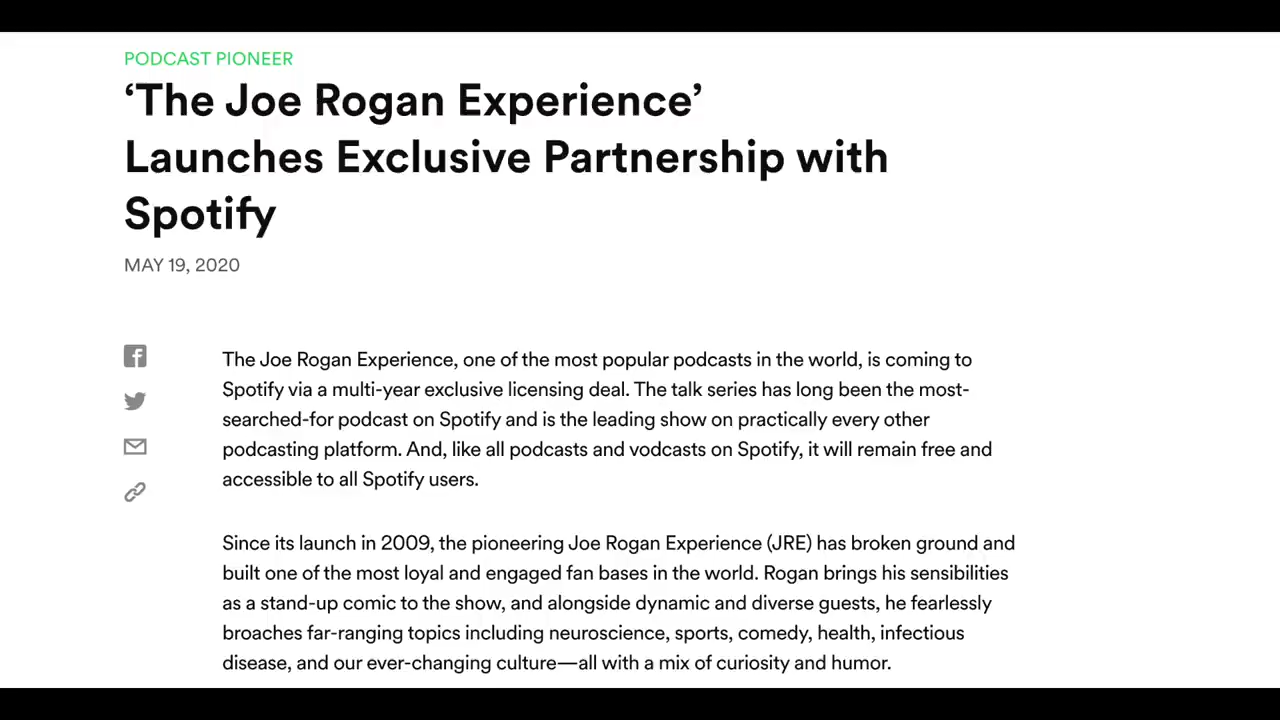 PODCAST PIONEER
‘The Joe Rogan Experience’
Launches Exclusive Partnership with
Spotify
MAY 19, 2020
The Joe Rogan Experience, one of the most popular podcasts in the world, is coming to
Spotify via a multi-year exclusive licensing deal. The talk series has long been the most-
searched-for podcast on Spotify and is the leading show on practically every other
podcasting platform. And, like all podcasts and vodcasts on Spotify, it will remain free and
accessible to all Spotify users.
Since its launch in 2009, the pioneering Joe Rogan Experience (JRE) has broken ground and
built one of the most loyal and engaged fan bases in the world. Rogan brings his sensibilities
as a stand-up comic to the show, and alongside dynamic and diverse guests, he fearlessly
broaches far-ranging topics including neuroscience, sports, comedy, health, infectious
disease, and our ever-changing culture—all with a mix of curiosity and humor.